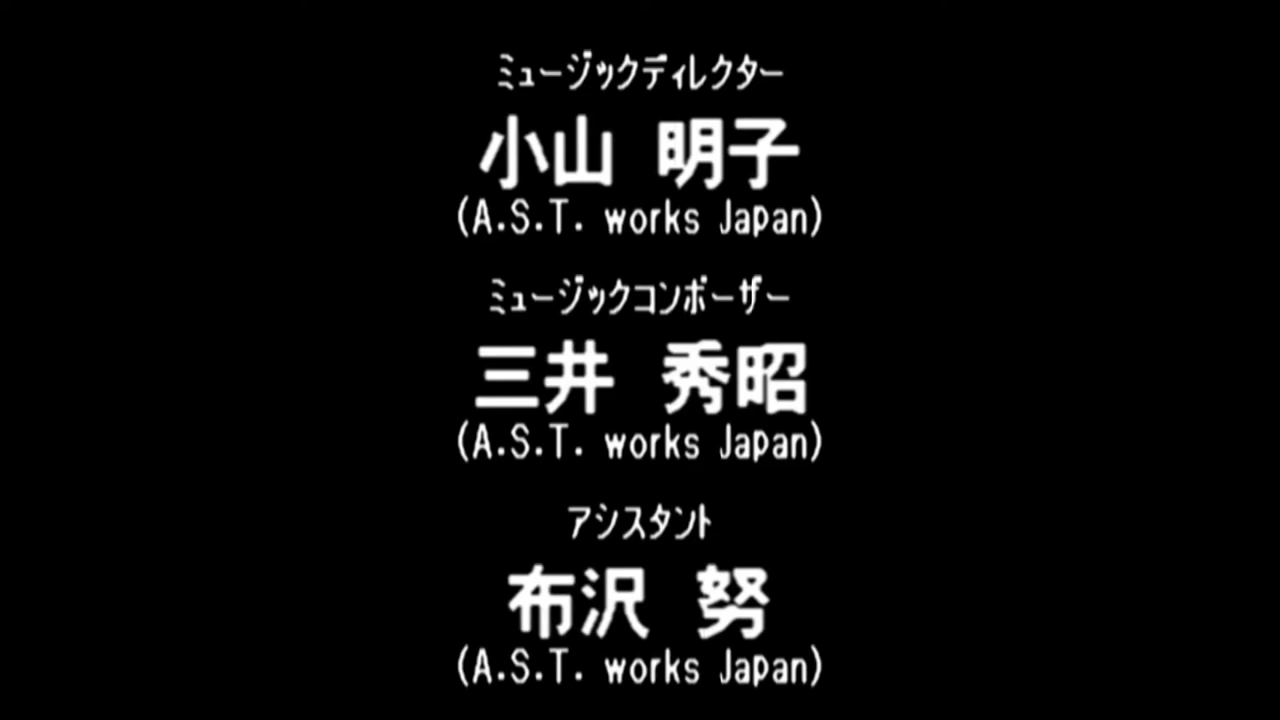 ミュージックディレクター
小山 明子
(A.S.T. works Japan)
ミュージックコンポーザー
三井 秀昭
(A.S.T. works Japan)
アシスタント
布沢 努
(A.S.T. works Japan)